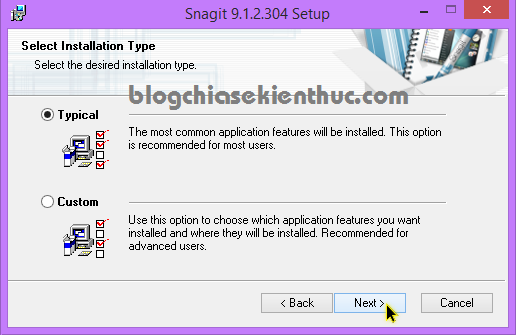 Snagit 9.1.2.304 Setup
Select Installation Type
Select the desired installation type.
blogchiasekienthuc.com
Typical
The most common application features will be installed. This option
is recommended for most users.
Custom
Use this option to choose which application features you want
installed and where they will be installed. Recommended for
advanced users.
< Back
Next >
Cancel